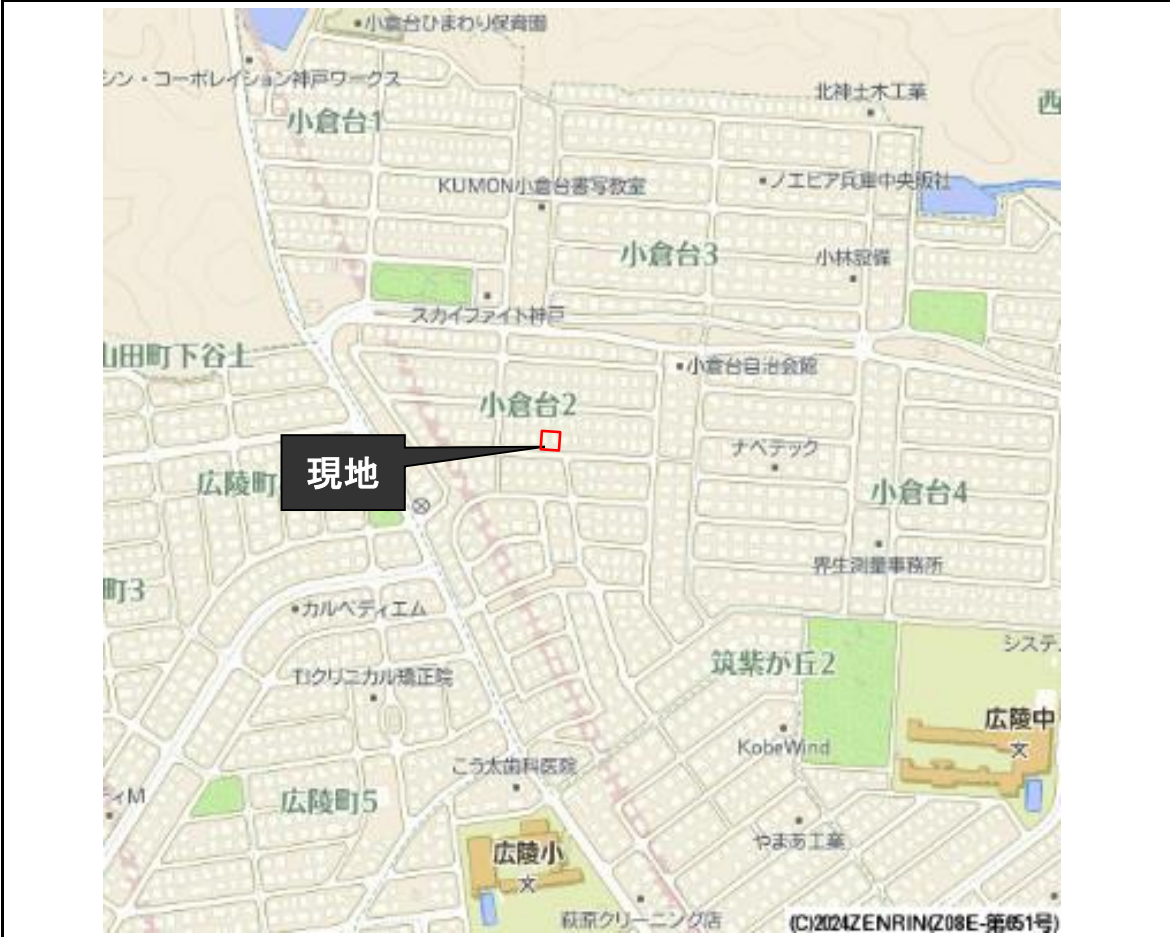 小倉台ひまわり保育園
シン・コーポレイション神戸ワークス
北神土木工業
西
小倉台1
KUMON小倉台書写教室
ノエビア兵庫中央販社
小倉台3
小林設備
スカイファイト神戸
山田町下谷上
小倉台自治会館
小倉台2
ナベテック
現地
広陵町
小倉台4
界生測量事務所
町3
カルペディエム
システ
筑紫が丘2
TJクリニカル矯正院
広陵中
文
KobeWind
こう太歯科医院
ィM
広陵町5
やまあ工業
広陵小
文
萩原クリーニング店
(C)2024ZENRIN(Z08E-第651号)